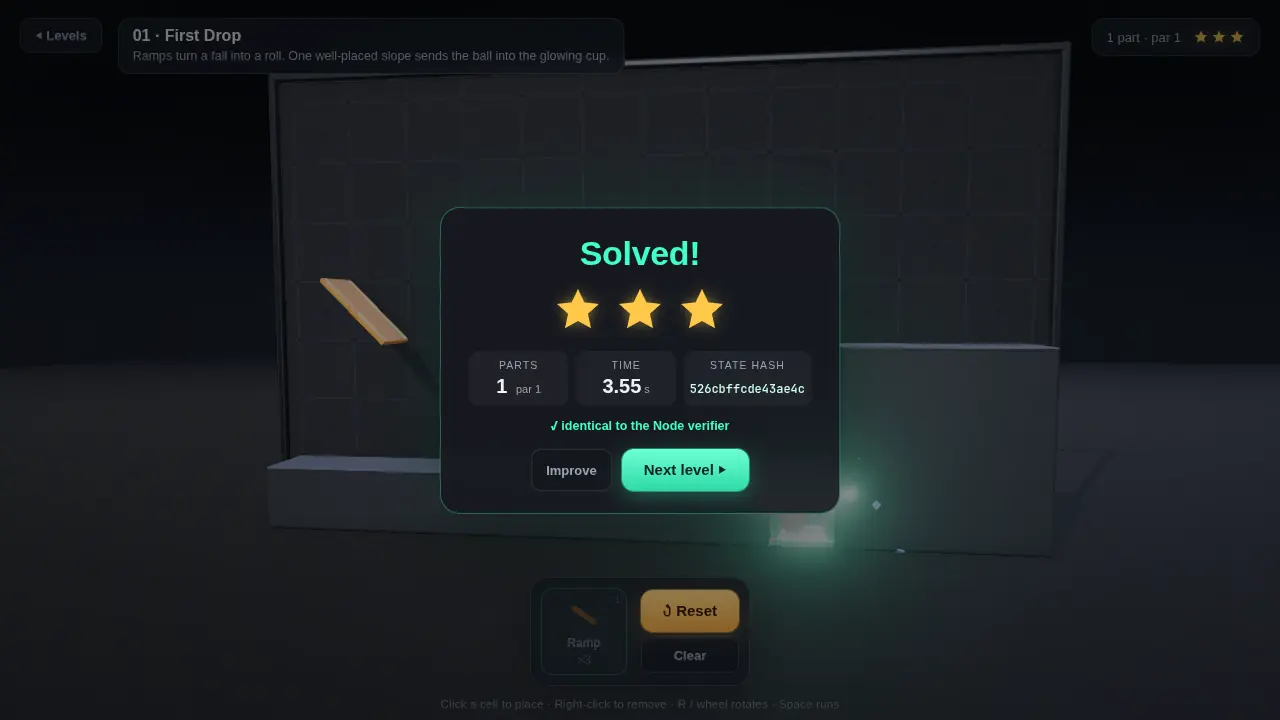 Levels
01 · First Drop
Ramps turn a fall into a roll. One well-placed slope sends the ball into the glowing cup.
1 part · par 1
Solved!
PARTS
1 par 1
TIME
3.55 s
STATE HASH
526cbffcde43ae4c
✓ identical to the Node verifier
Improve
Next level
Ramp
×3
Reset
Clear
Click a cell to place · Right-click to remove · R / wheel rotates · Space runs